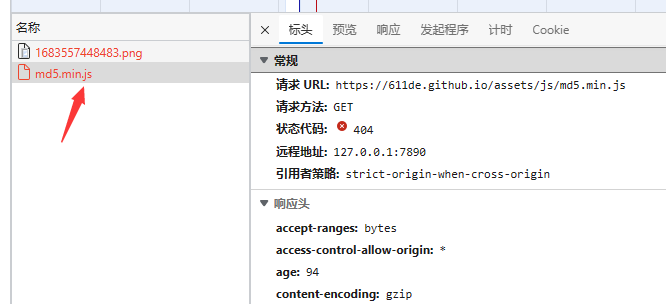 名称
1683557448483.png
md5.min.js
标头 预览 响应 发起程序 计时 Cookie
常规
请求 URL: https://611de.github.io/assets/js/md5.min.js
请求方法: GET
状态代码: 404
远程地址: 127.0.0.1:7890
引用者策略: strict-origin-when-cross-origin
响应头
accept-ranges: bytes
access-control-allow-origin: *
age: 94
content-encoding: gzip